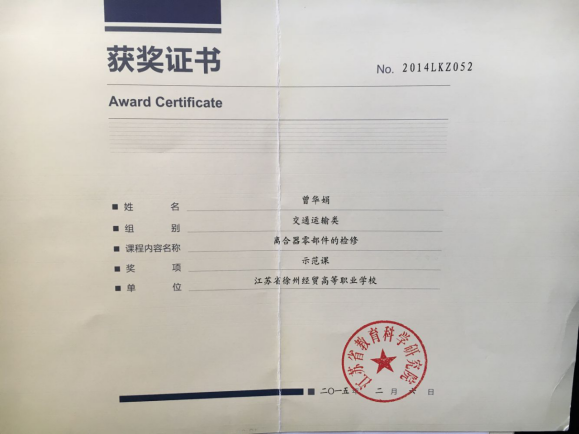 获奖证书
No. 2014LKZ052
Award Certificate
姓 名 曾华娟
组 别 交通运输类
课程内容名称 离合器零部件的检修
奖 项 示范课
单 位 江苏省徐州经贸高等职业学校
江苏省教育科学研究院
二〇一五年 二 月 六 日